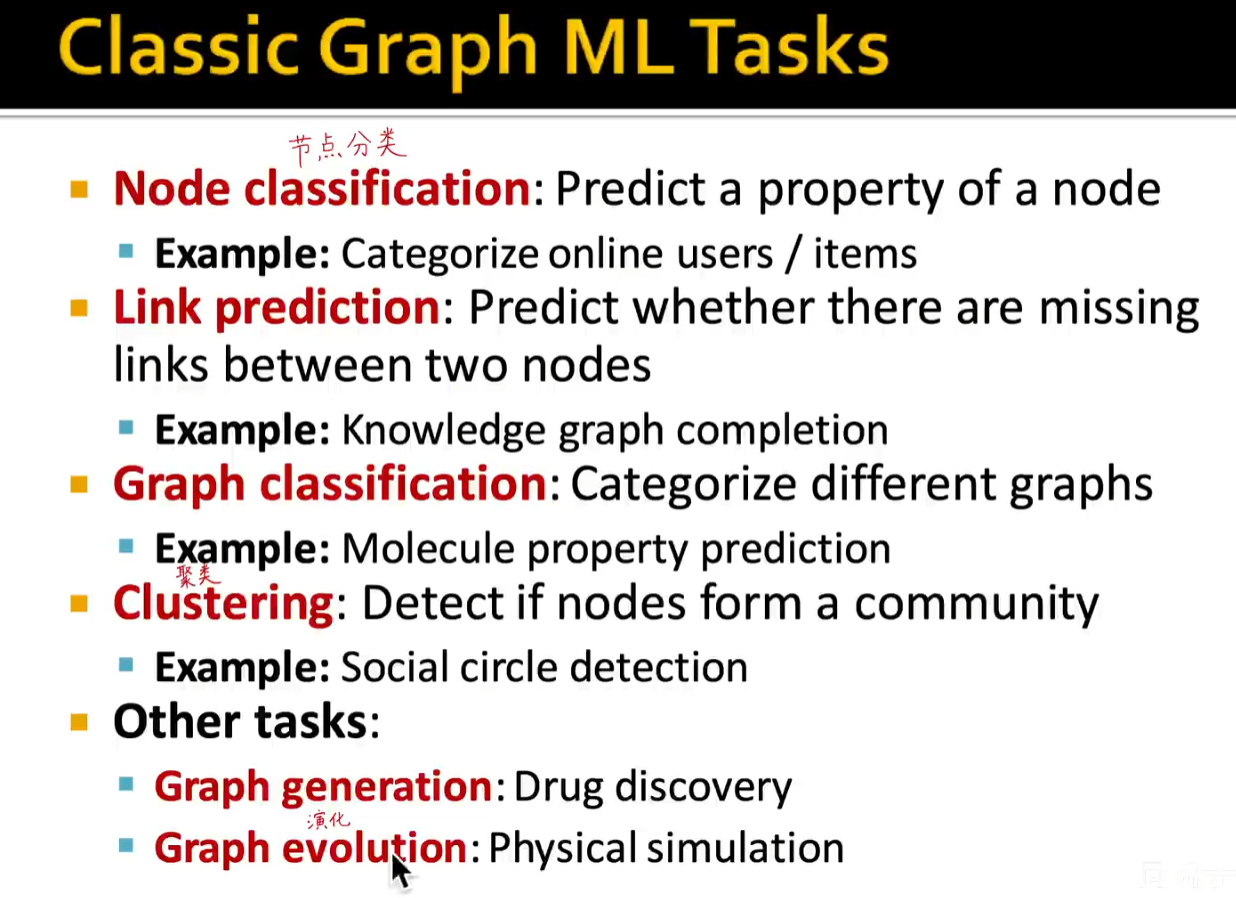 Classic Graph ML Tasks
节点分类
Node classification: Predict a property of a node
Example: Categorize online users / items
Link prediction: Predict whether there are missing
links between two nodes
Example: Knowledge graph completion
Graph classification: Categorize different graphs
Example: Molecule property prediction
聚类
Clustering: Detect if nodes form a community
Example: Social circle detection
Other tasks:
Graph generation: Drug discovery
演化
Graph evolution: Physical simulation